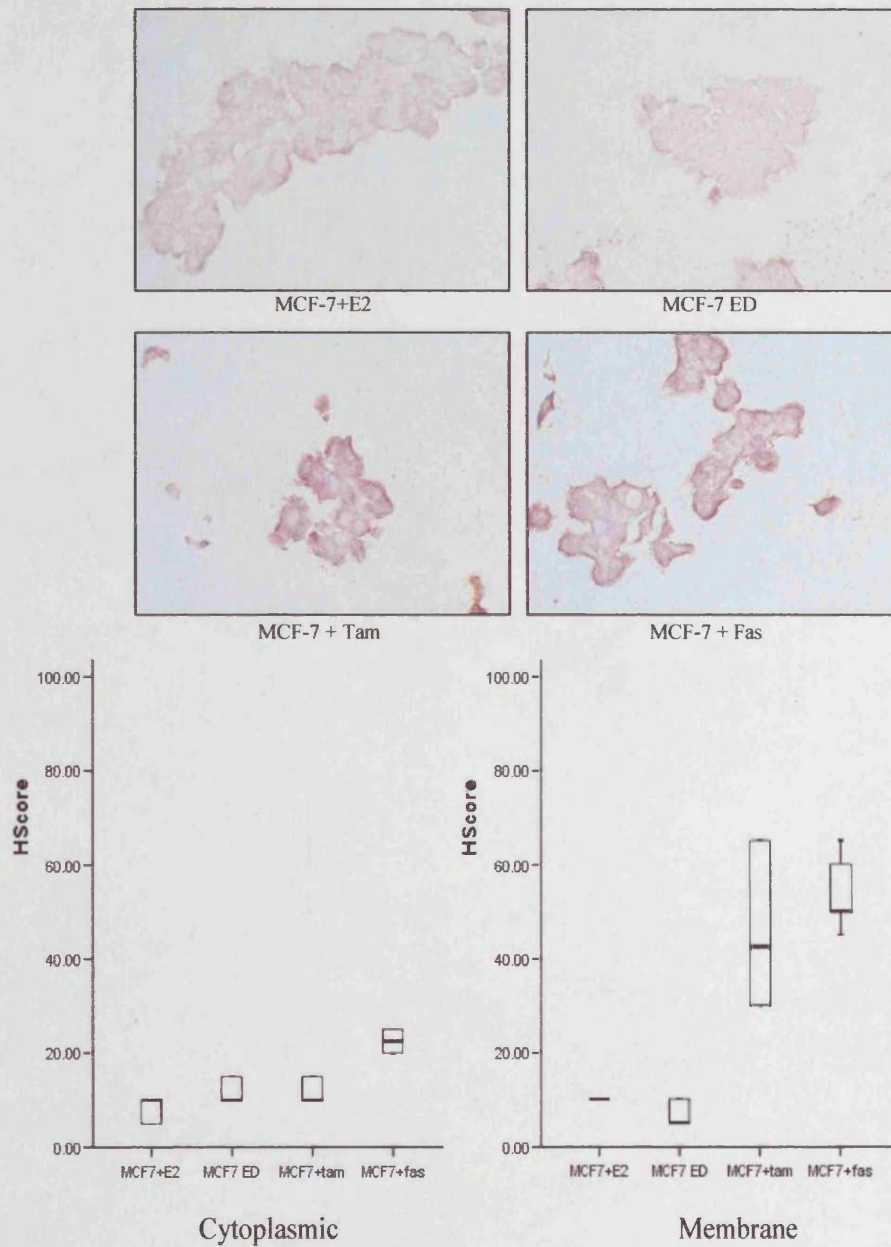 MCF-7+E2 MCF-7 ED
MCF-7 + Tam MCF-7 + Fas
100.00
80.00
60.00
40.00
20.00
0.00
HScore
MCF7+E2 MCF7 ED MCF7+tam MCF7+fas
Cytoplasmic
100.00
80.00
60.00
40.00
20.00
0.00
HScore
MCF7+E2 MCF7 ED MCF7+tam MCF7+fas
Membrane